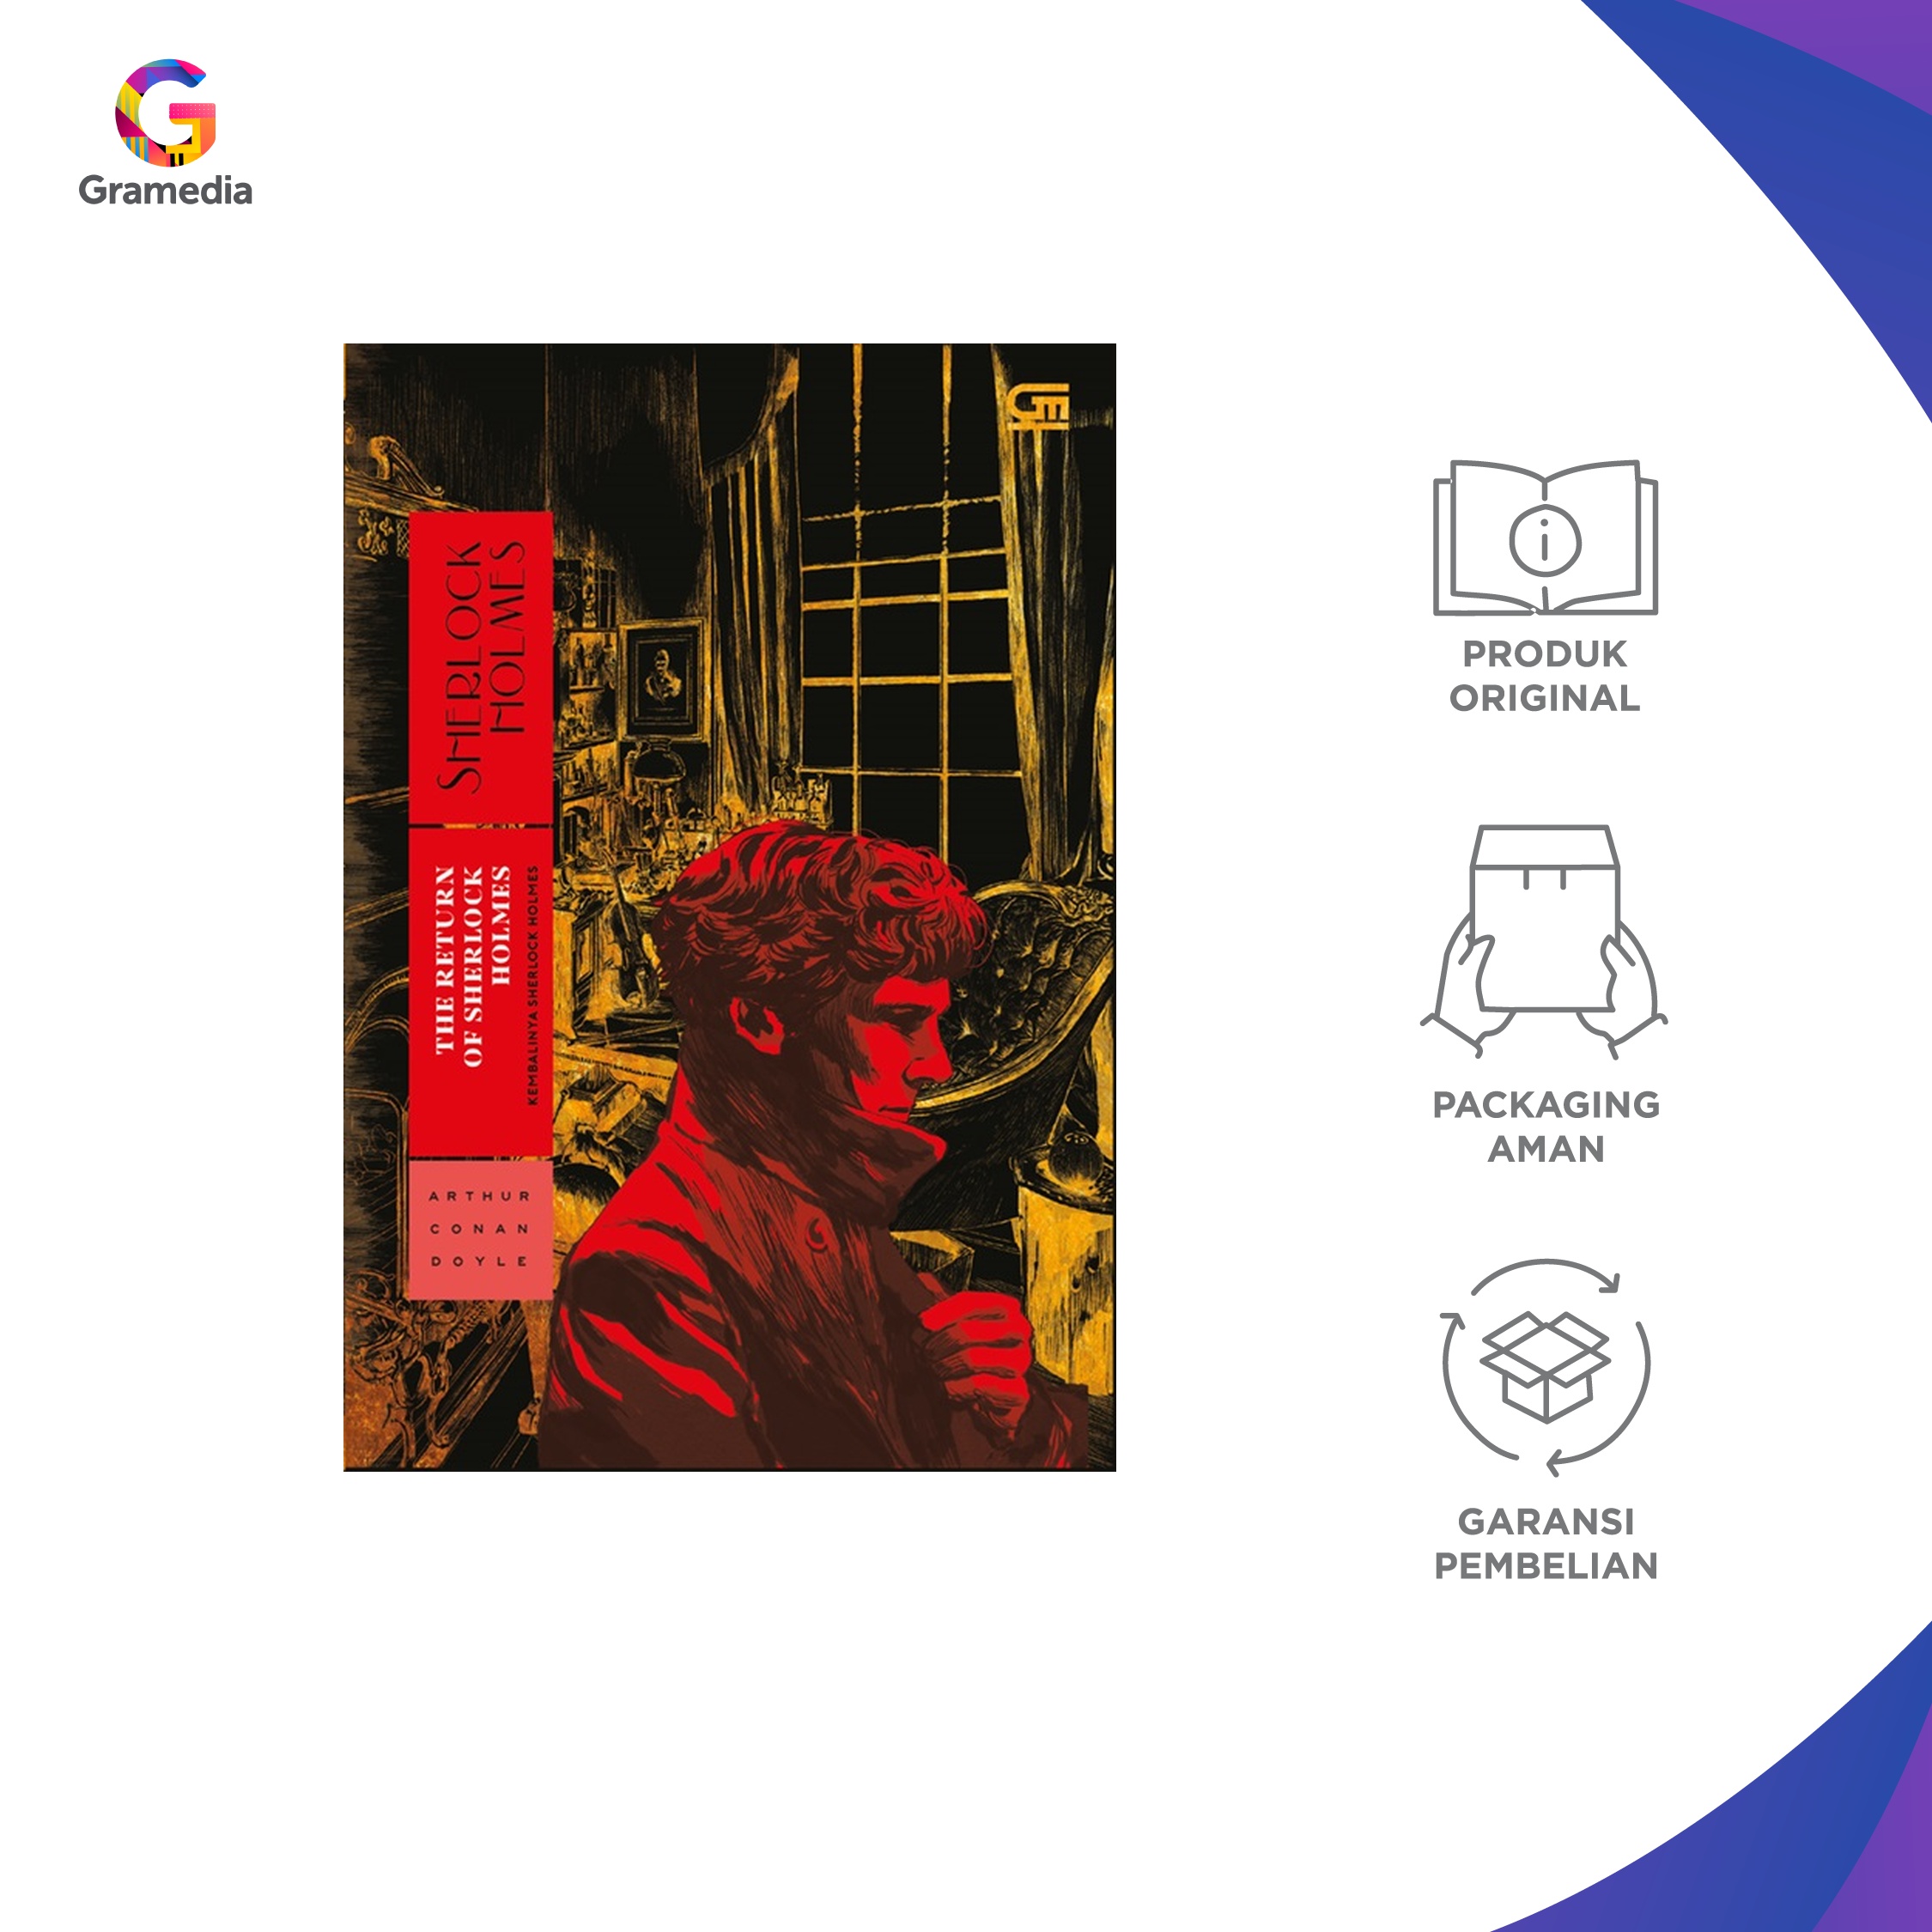 Gramedia
GM
SHERLOCK
HOLMES
THE RETURN
OF SHERLOCK
HOLMES
KEMBALINYA SHERLOCK HOLMES
ARTHUR
CONAN
DOYLE
PRODUK
ORIGINAL
PACKAGING
AMAN
GARANSI
PEMBELIAN